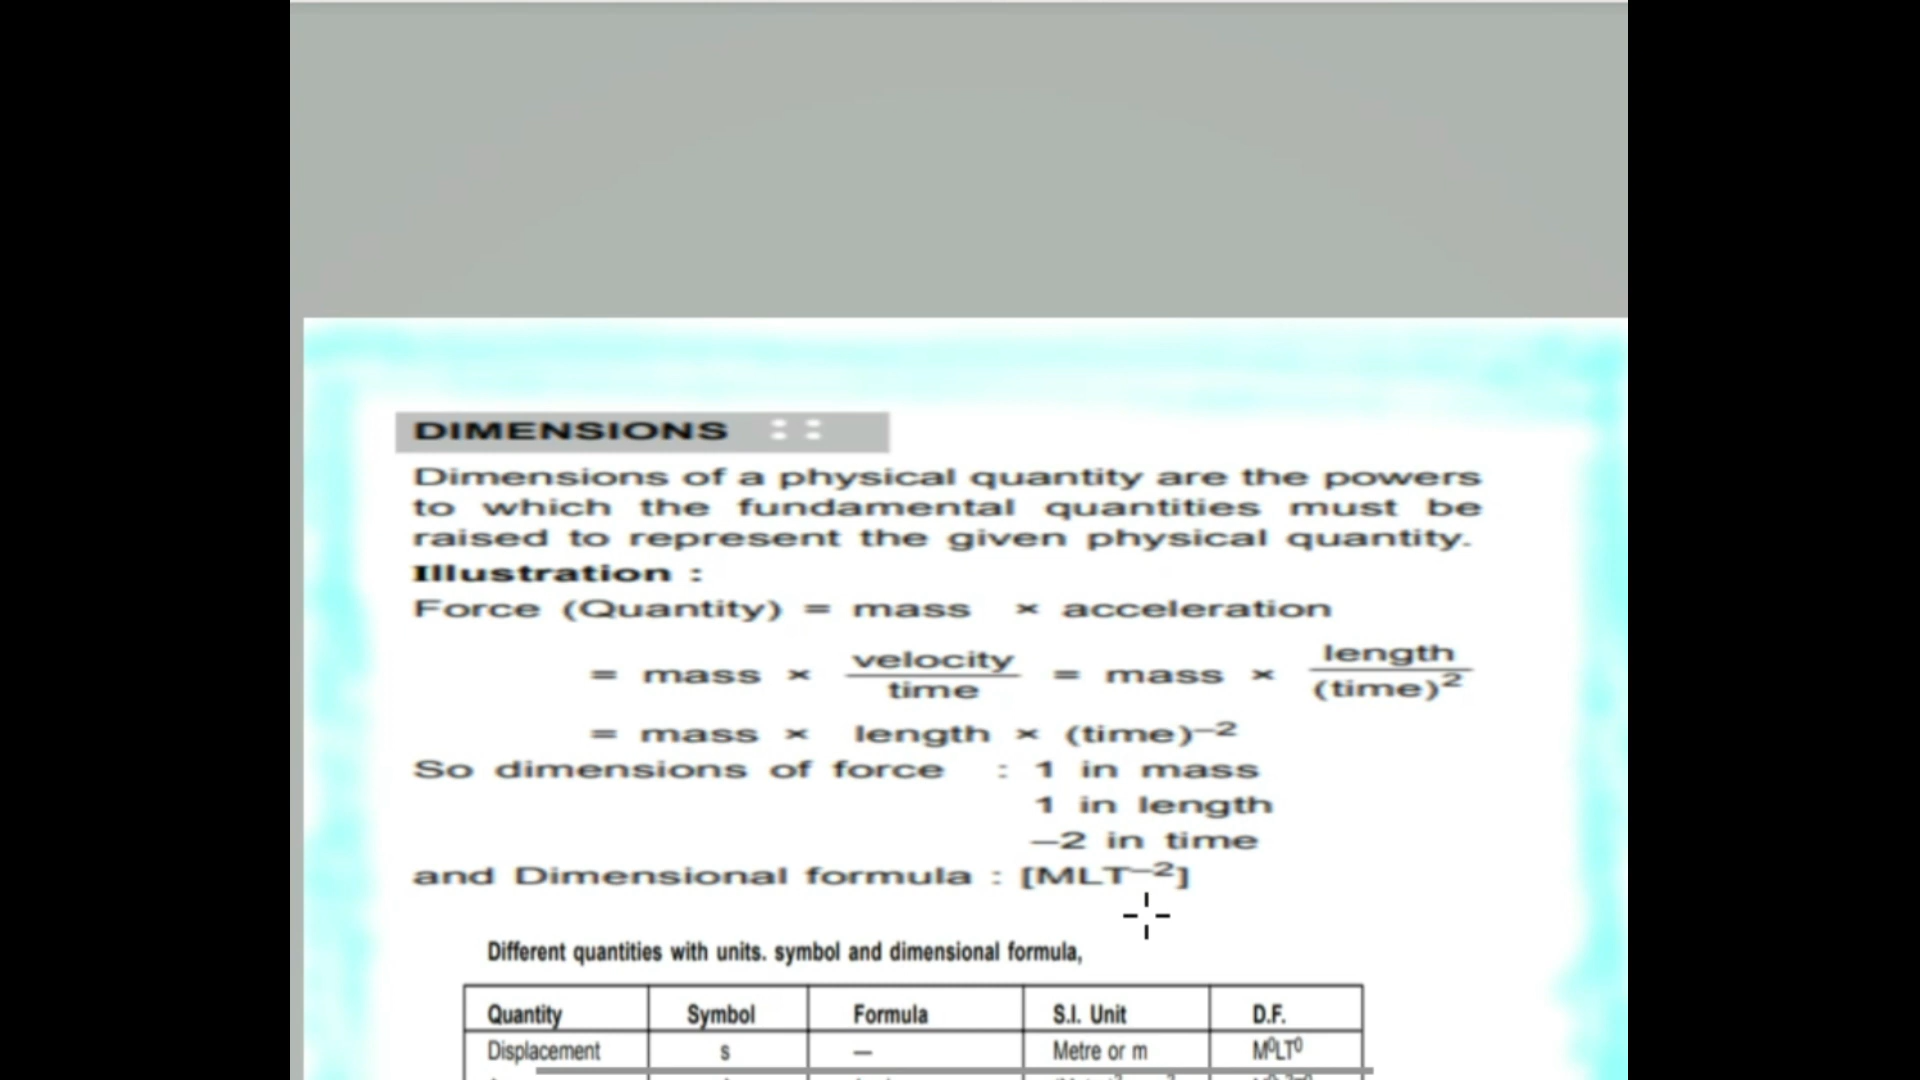 DIMENSIONS
Dimensions of a physical quantity are the powers
to which the fundamental quantities must be
raised to represent the given physical quantity.
Illustration :
Force (Quantity) = mass × acceleration
= mass × velocity/time = mass × length/(time)²
= mass × length × (time)⁻²
So dimensions of force : 1 in mass
1 in length
–2 in time
and Dimensional formula : [MLT⁻²]
Different quantities with units. symbol and dimensional formula,
Quantity Symbol Formula S.I. Unit D.F.
Displacement s — Metre or m M⁰LT⁰